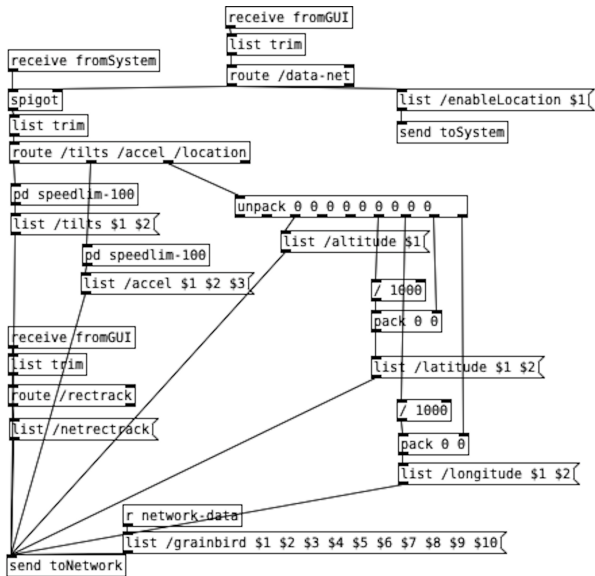 receive fromGUI
list trim
receive fromSystem
route /data-net
spigot
list /enableLocation $1
list trim
send toSystem
route /tilts /accel /location
pd speedlim-100
unpack 0 0 0 0 0 0 0 0 0
list /tilts $1 $2
list /altitude $1
pd speedlim-100
list /accel $1 $2 $3
/ 1000
pack 0 0
receive fromGUI
list trim
list /latitude $1 $2
route /rectrack
/ 1000
list /netrectrack
pack 0 0
list /longitude $1 $2
r network-data
list /grainbird $1 $2 $3 $4 $5 $6 $7 $8 $9 $10
send toNetwork